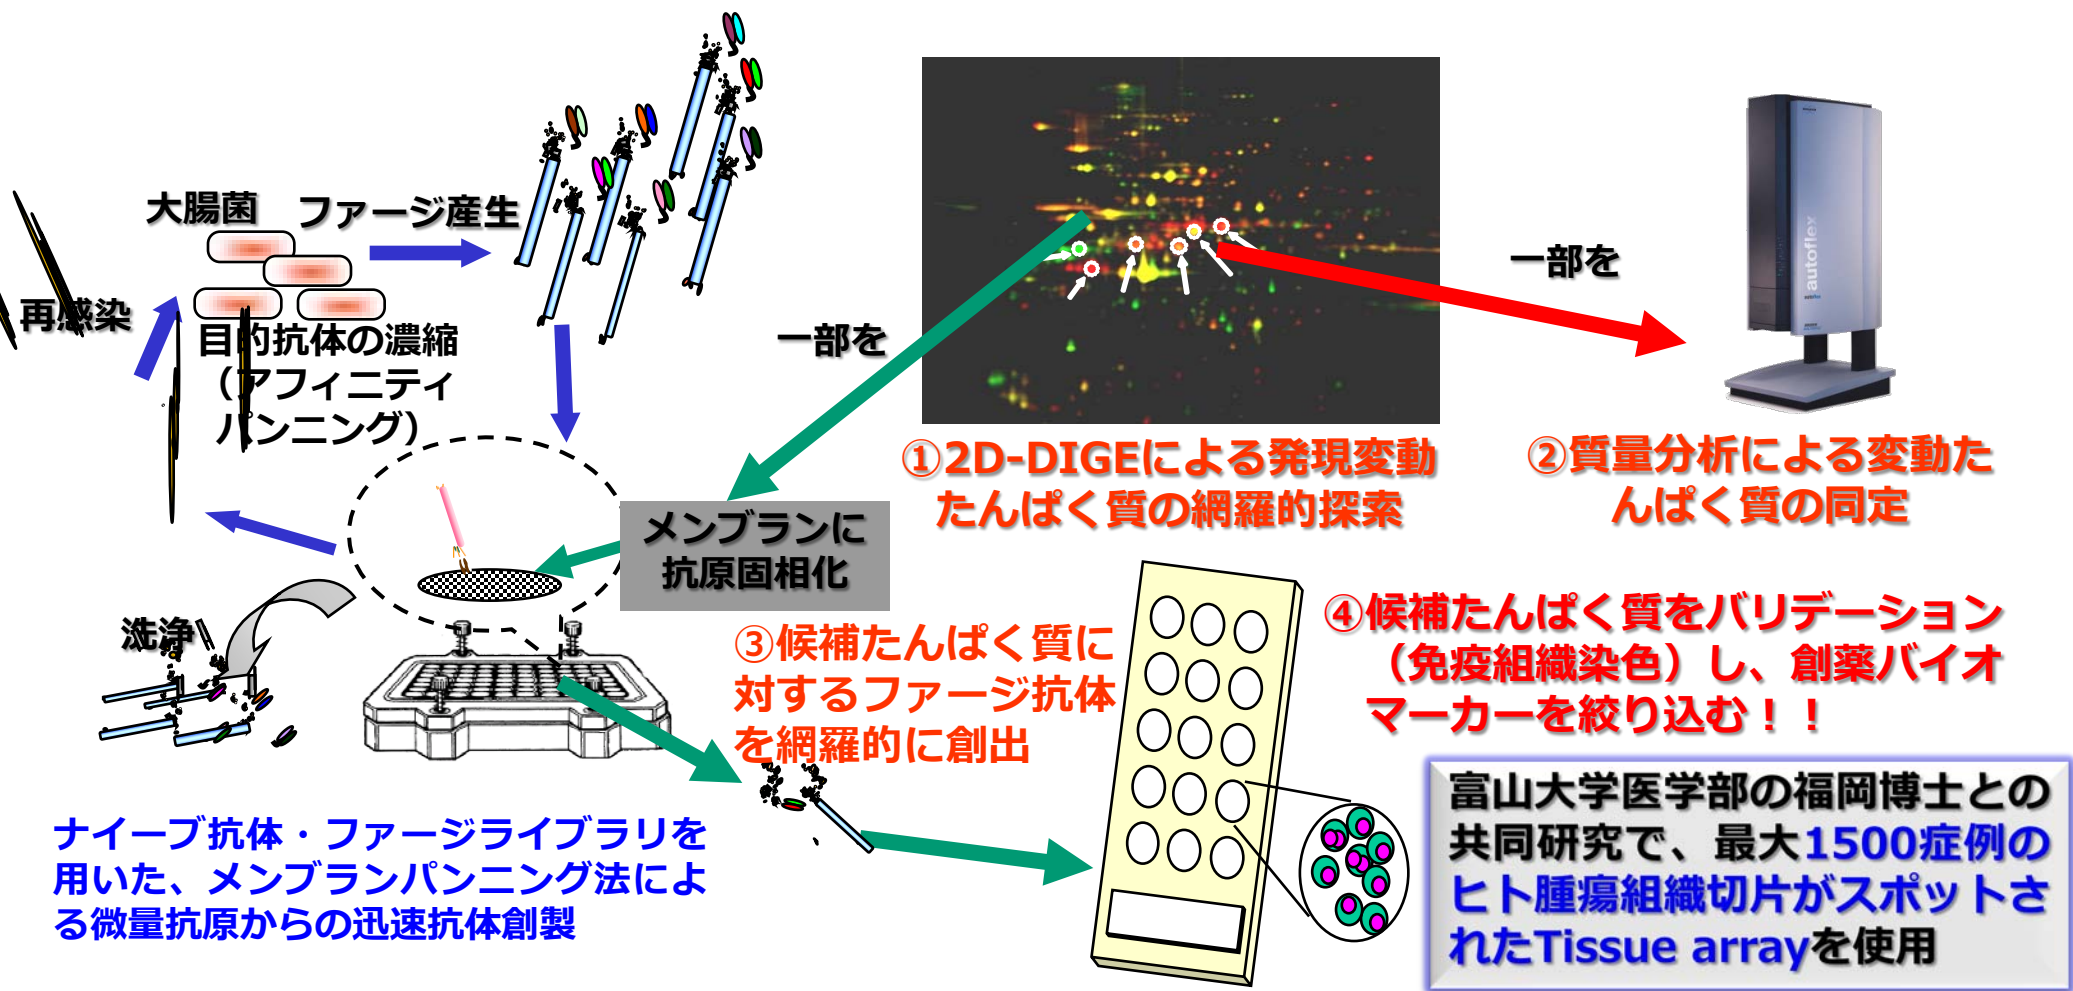 大腸菌
ファージ産生
再感染
目的抗体の濃縮
（アフィニティ
パンニング）
一部を
一部を
autoflex
①2D-DIGEによる発現変動
たんぱく質の網羅的探索
②質量分析による変動た
んぱく質の同定
メンブランに
抗原固相化
洗浄
③候補たんぱく質に
対するファージ抗体
を網羅的に創出
④候補たんぱく質をバリデーション
（免疫組織染色）し、創薬バイオ
マーカーを絞り込む！！
ナイーブ抗体・ファージライブラリを
用いた、メンブランパンニング法によ
る微量抗原からの迅速抗体創製
富山大学医学部の福岡博士との
共同研究で、最大1500症例の
ヒト腫瘍組織切片がスポットさ
れたTissue arrayを使用